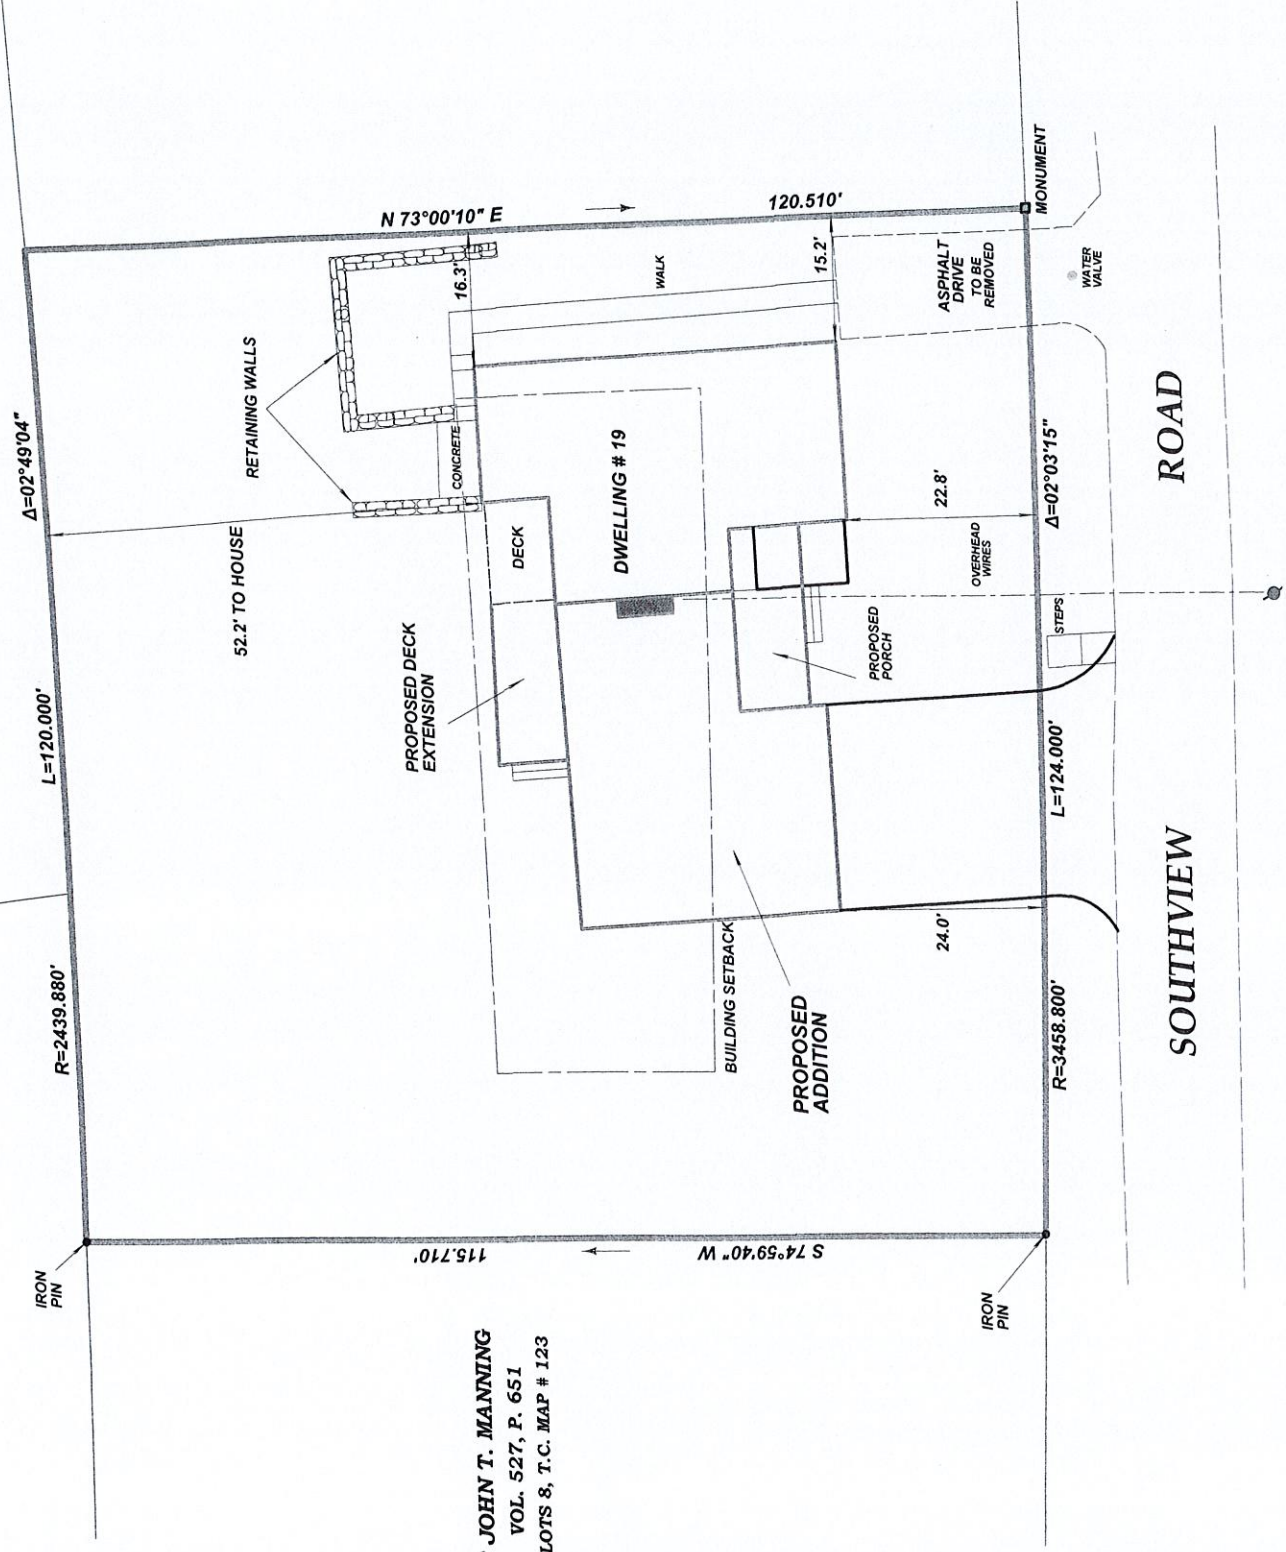 IRON
PIN
R=2439.880'
L=120.000'
Δ=02°49'04"
N 73°00'10" E
120.510'
52.2' TO HOUSE
RETAINING WALLS
16.3'
CONCRETE
WALK
15.2'
PROPOSED DECK
EXTENSION
DECK
DWELLING # 19
ASPHALT
DRIVE
TO BE
REMOVED
MONUMENT
WATER
VALVE
22.8'
OVERHEAD
WIRES
PROPOSED
PORCH
STEPS
BUILDING SETBACK
PROPOSED
ADDITION
24.0'
S 74°59'40" W
115.710'
IRON
PIN
R=3458.800'
L=124.000'
Δ=02°03'15"
SOUTHVIEW ROAD
JOHN T. MANNING
VOL. 527, P. 651
LOTS 8, T.C. MAP # 123